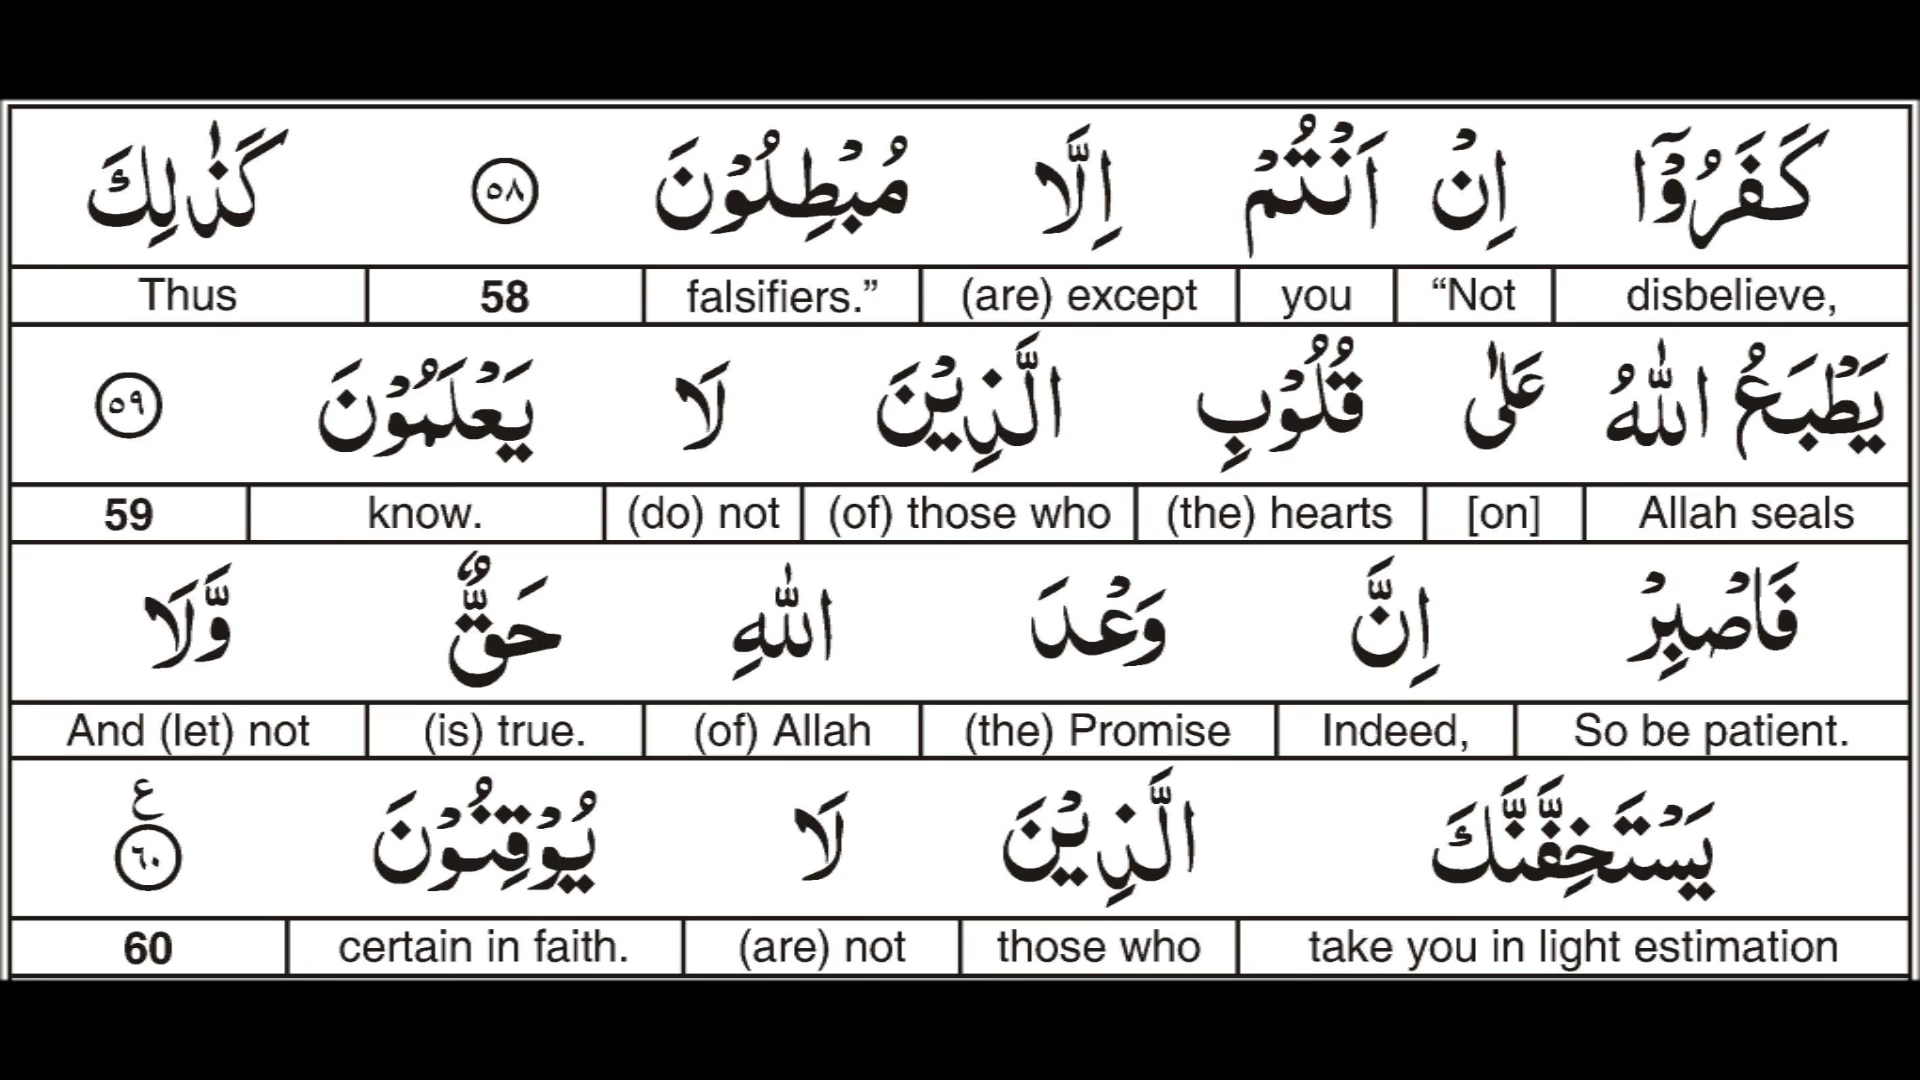 كَفَرُوْۤا اِنْ اَنْتُمْ اِلَّا مُبْطِلُوْنَ ٥٨ كَذٰلِكَ
disbelieve, “Not you (are) except falsifiers.” 58 Thus
يَطْبَعُ اللّٰهُ عَلٰى قُلُوْبِ الَّذِيْنَ لَا يَعْلَمُوْنَ ٥٩
Allah seals [on] (the) hearts (of) those who (do) not know. 59
فَاصْبِرْ اِنَّ وَعْدَ اللّٰهِ حَقٌّ وَّلَا
So be patient. Indeed, (the) Promise (of) Allah (is) true. And (let) not
يَسْتَخِفَّنَّكَ الَّذِيْنَ لَا يُوْقِنُوْنَ ٦٠ ع
take you in light estimation those who (are) not certain in faith. 60